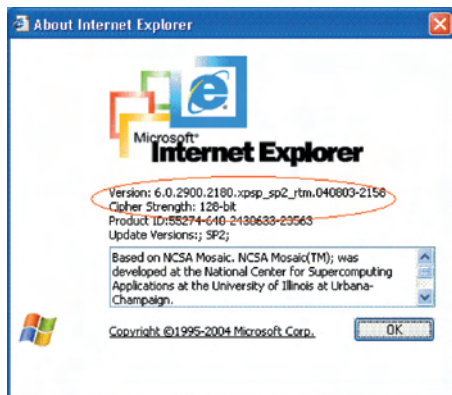 About Internet Explorer
Microsoft®
Internet Explorer
Version: 6.0.2900.2180.xpsp_sp2_rtm.040803-2158
Cipher Strength: 128-bit
Product ID:55274-640-2430633-23563
Update Versions:; SP2;
Based on NCSA Mosaic. NCSA Mosaic(TM); was
developed at the National Center for Supercomputing
Applications at the University of Illinois at Urbana-
Champaign.
Copyright ©1995-2004 Microsoft Corp.
OK